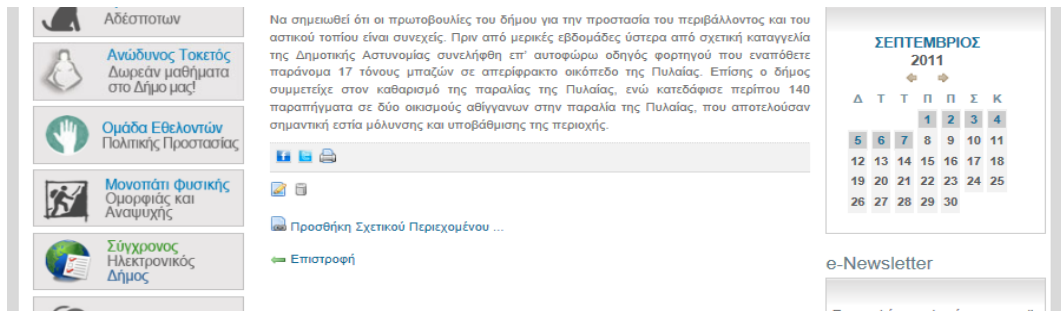 Αδέσποτων
Ανώδυνος Τοκετός
Δωρεάν μαθήματα
στο Δήμο μας!
Ομάδα Εθελοντών
Πολιτικής Προστασίας
Μονοπάτι Φυσικής
Ομορφιάς και
Αναψυχής
Σύγχρονος
Ηλεκτρονικός
Δήμος
Να σημειωθεί ότι οι πρωτοβουλίες του δήμου για την προστασία του περιβάλλοντος και του
αστικού τοπίου είναι συνεχείς. Πριν από μερικές εβδομάδες ύστερα από σχετική καταγγελία
της Δημοτικής Αστυνομίας συνελήφθη επ' αυτοφώρω οδηγός φορτηγού που εναπόθετε
παράνομα 17 τόνους μπαζών σε απερίφρακτο οικόπεδο της Πυλαίας. Επίσης ο δήμος
συμμετείχε στον καθαρισμό της παραλίας της Πυλαίας, ενώ κατεδάφισε περίπου 140
παραπήγματα σε δύο οικισμούς αθίγγανων στην παραλία της Πυλαίας, που αποτελούσαν
σημαντική εστία μόλυνσης και υποβάθμισης της περιοχής.
Προσθήκη Σχετικού Περιεχομένου ...
Επιστροφή
ΣΕΠΤΕΜΒΡΙΟΣ
2011
Δ Τ Τ Π Π Σ Κ
1 2 3 4
5 6 7 8 9 10 11
12 13 14 15 16 17 18
19 20 21 22 23 24 25
26 27 28 29 30
e-Newsletter